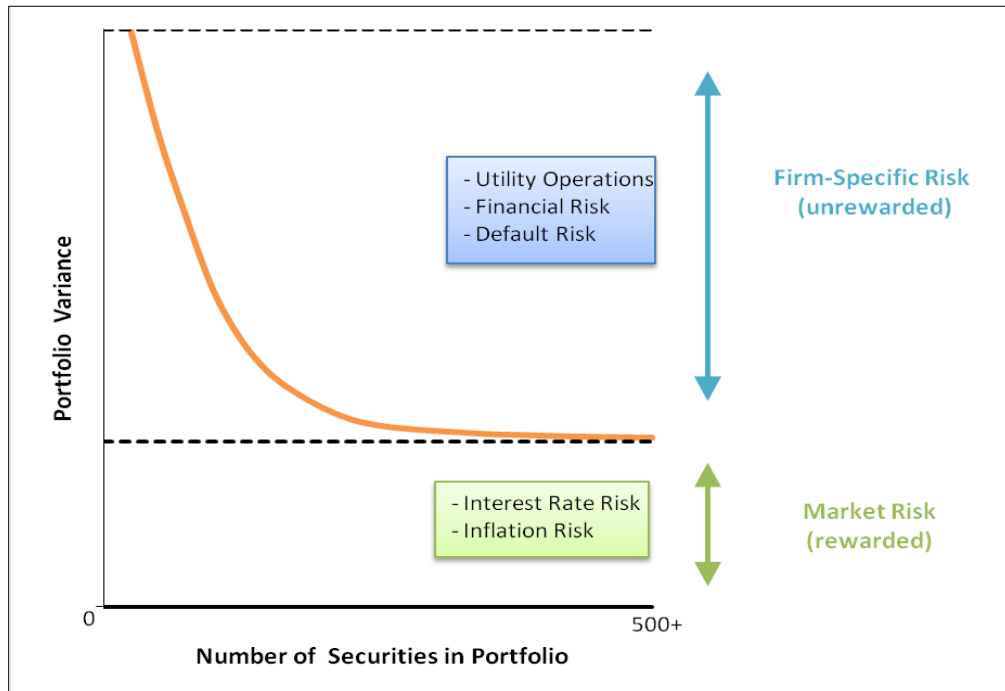 - Utility Operations
- Financial Risk
- Default Risk
Firm-Specific Risk
(unrewarded)
Portfolio Variance
- Interest Rate Risk
- Inflation Risk
Market Risk
(rewarded)
0
500+
Number of Securities in Portfolio